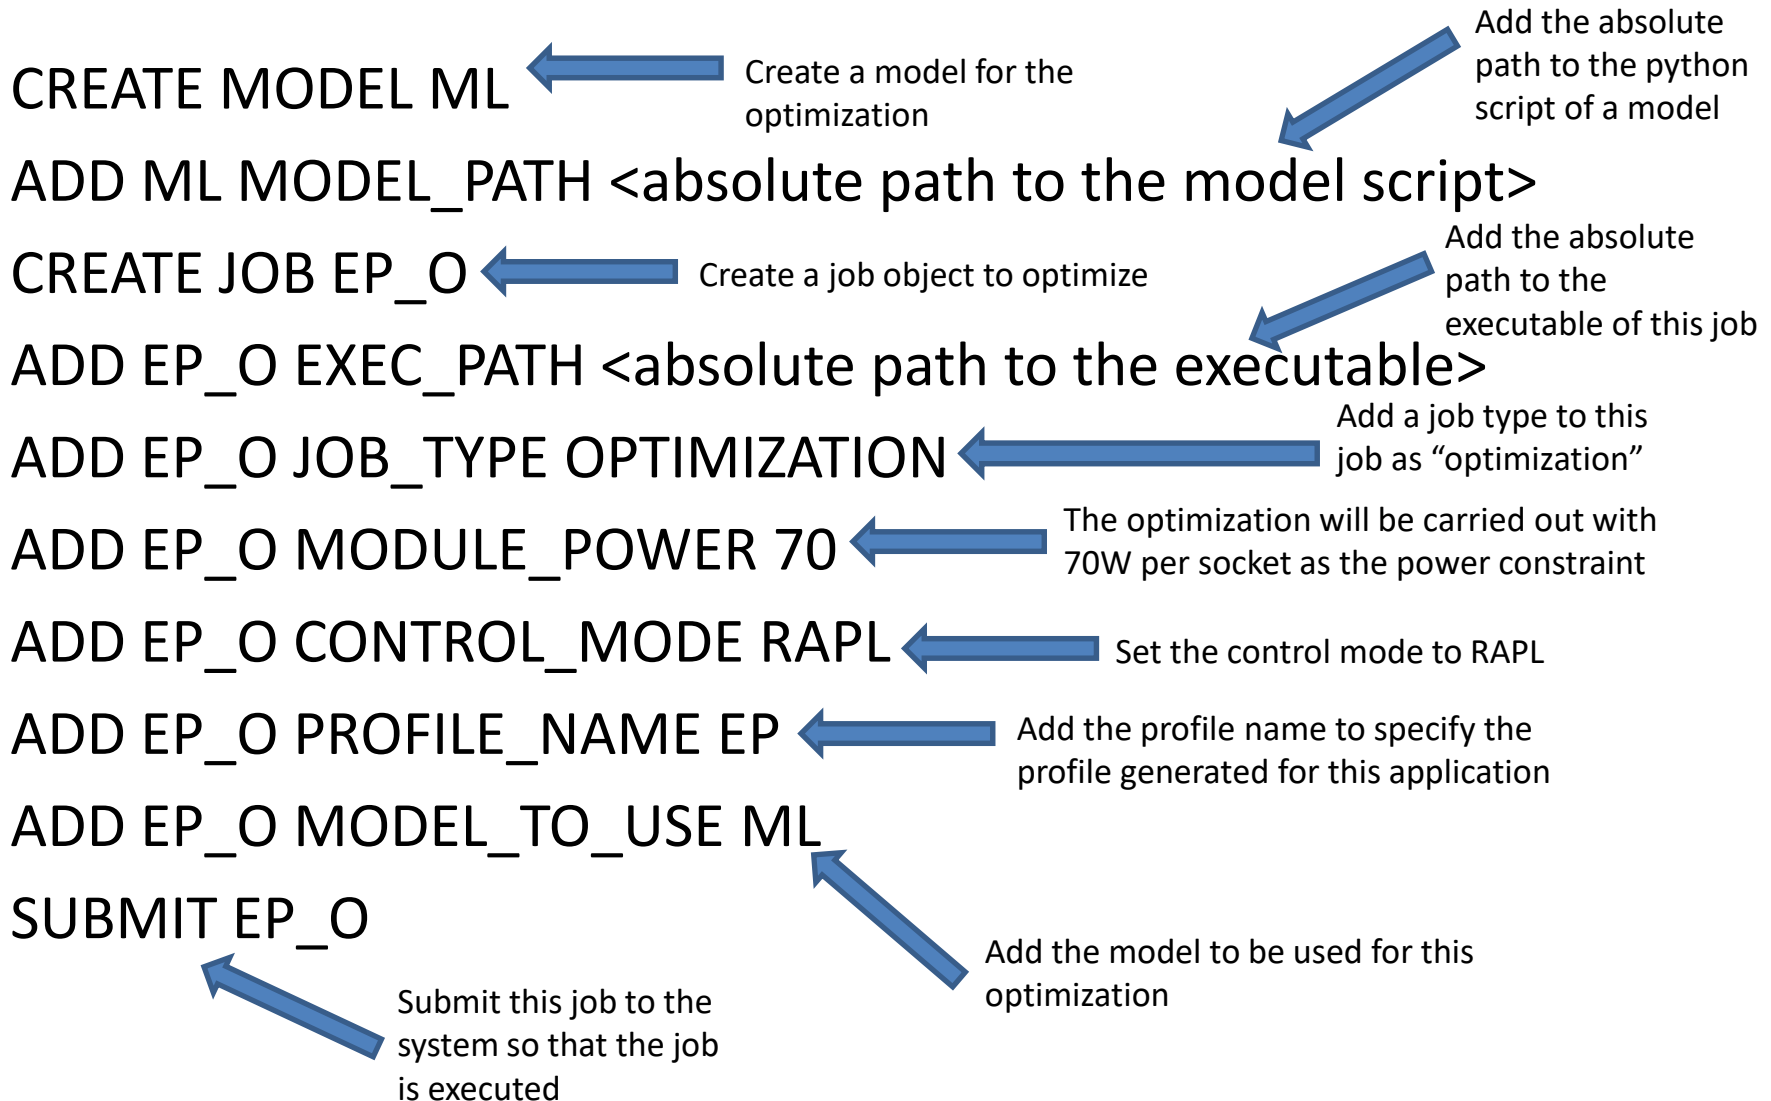 CREATE MODEL ML
Create a model for the
optimization
Add the absolute
path to the python
script of a model
ADD ML MODEL_PATH <absolute path to the model script>
CREATE JOB EP_O
Create a job object to optimize
Add the absolute
path to the
executable of this job
ADD EP_O EXEC_PATH <absolute path to the executable>
ADD EP_O JOB_TYPE OPTIMIZATION
Add a job type to this
job as “optimization”
ADD EP_O MODULE_POWER 70
The optimization will be carried out with
70W per socket as the power constraint
ADD EP_O CONTROL_MODE RAPL
Set the control mode to RAPL
ADD EP_O PROFILE_NAME EP
Add the profile name to specify the
profile generated for this application
ADD EP_O MODEL_TO_USE ML
Add the model to be used for this
optimization
SUBMIT EP_O
Submit this job to the
system so that the job
is executed